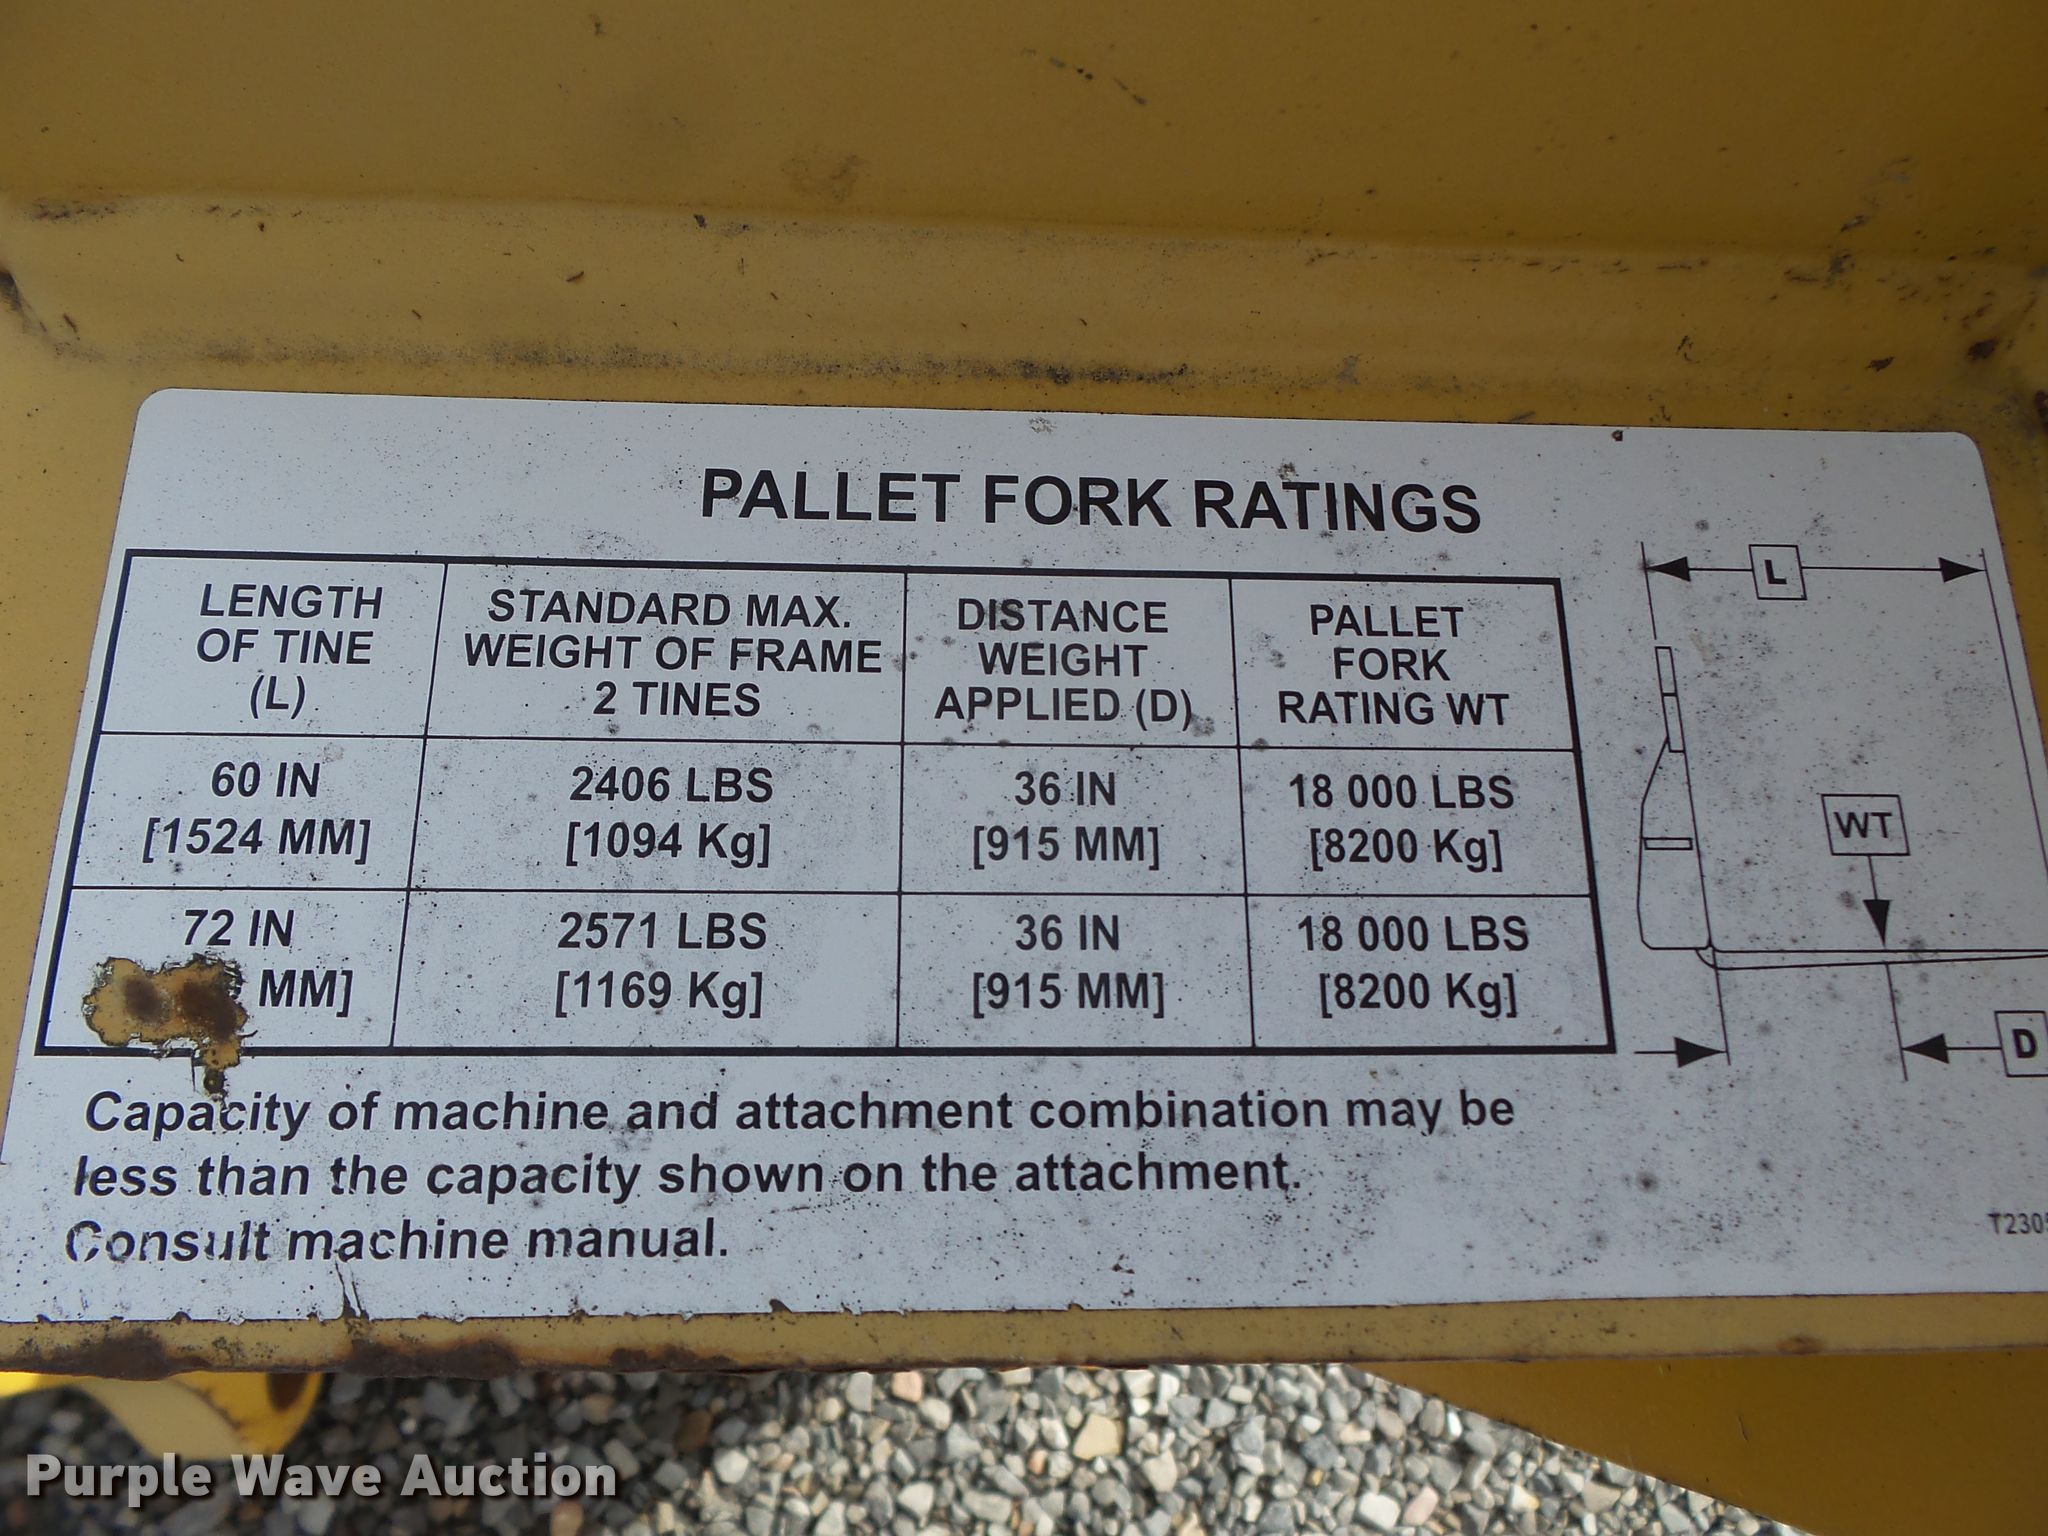 PALLET FORK RATINGS
LENGTH
OF TINE
(L)
STANDARD MAX.
WEIGHT OF FRAME
2 TINES
DISTANCE
WEIGHT
APPLIED (D)
PALLET
FORK
RATING WT
60 IN
[1524 MM]
2406 LBS
[1094 Kg]
36 IN
[915 MM]
18 000 LBS
[8200 Kg]
72 IN
MM]
2571 LBS
[1169 Kg]
36 IN
[915 MM]
18 000 LBS
[8200 Kg]
L
WT
D
Capacity of machine and attachment combination may be
less than the capacity shown on the attachment.
Consult machine manual.
Purple Wave Auction